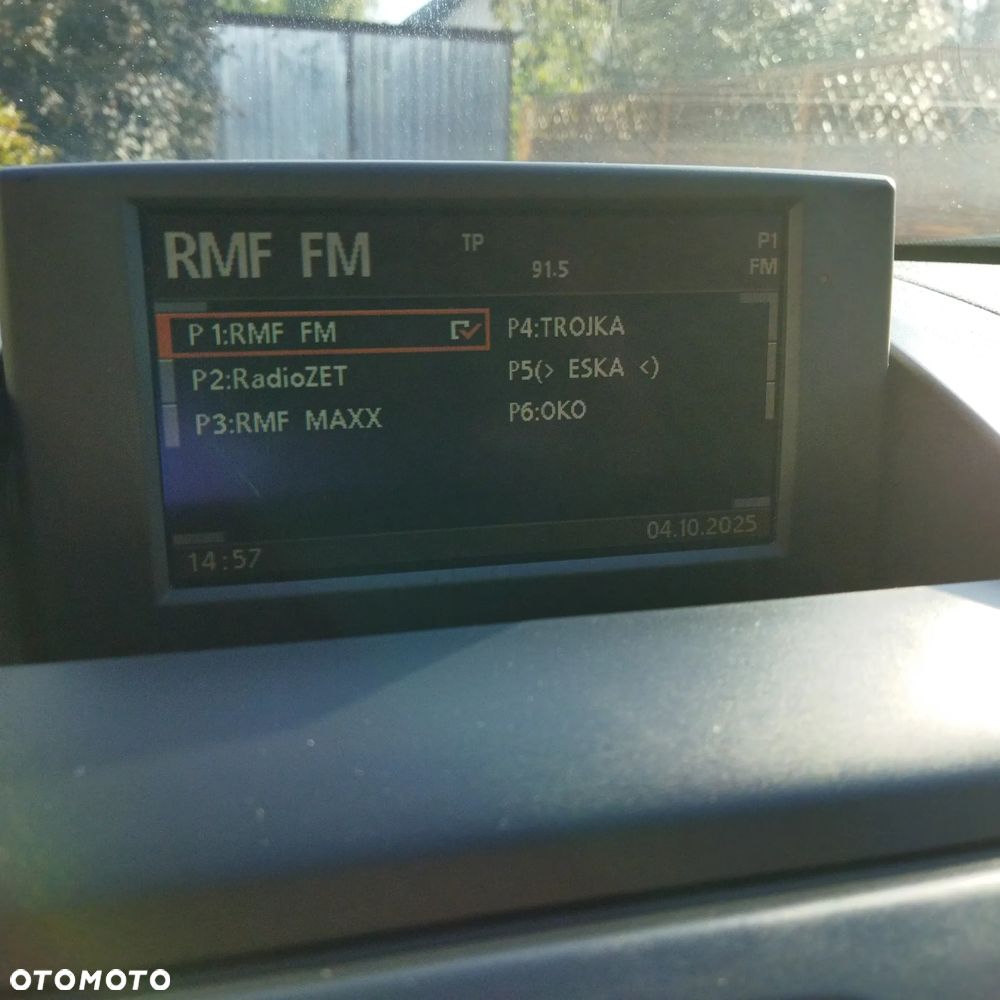 RMF FM TP 91.5 P1
FM
P1:RMF FM
P2:RadioZET
P3:RMF MAXX
P4:TROJKA
P5(> ESKA <)
P6:OKO
14:57
04.10.2025
OTOMOTO